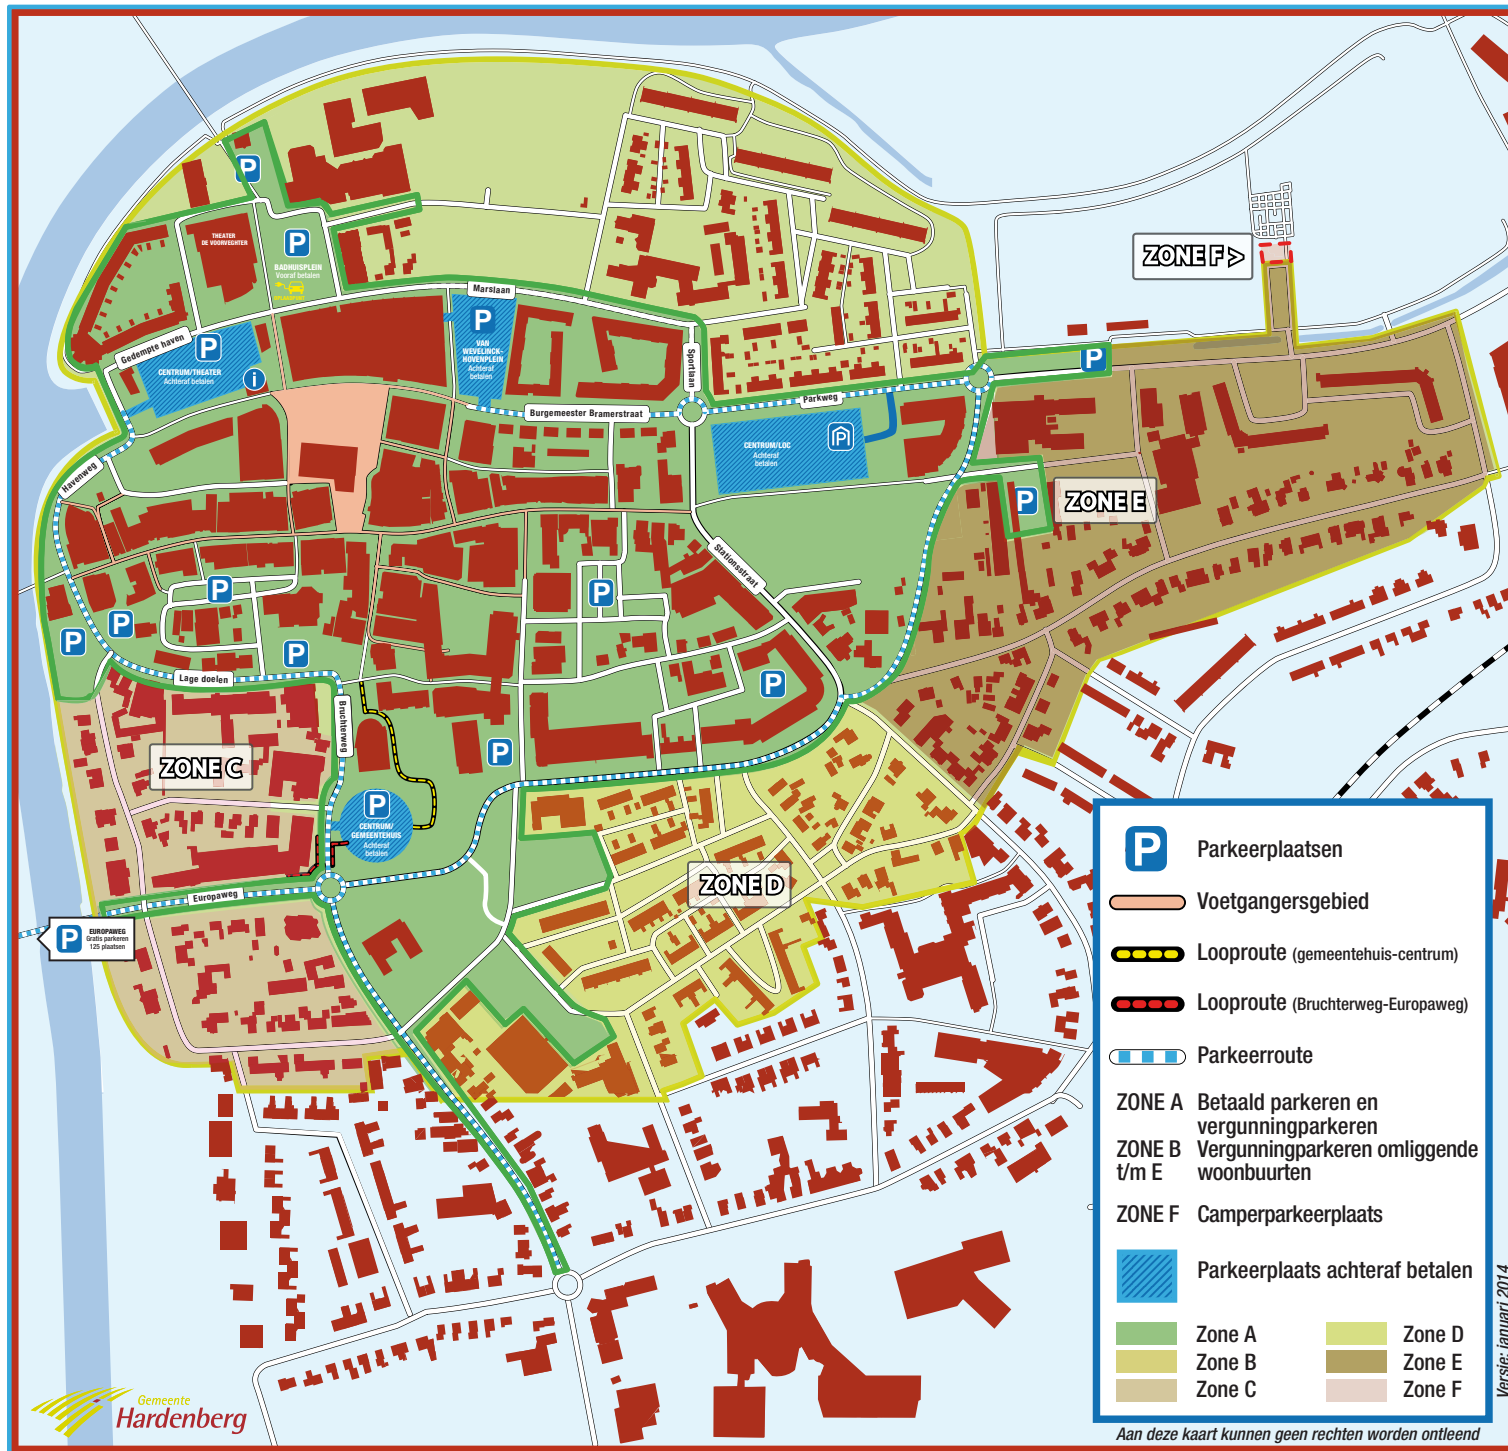 P
THEATER
DE VOORVEGHTER
P
BADHUISPLEIN
Vooraf betalen
OPLAADPUNT
ZONE F >
Marslaan
P
VAN
WEVELINCK-
HOVENPLEIN
Achteraf
betalen
Gedempte haven
P
CENTRUM/THEATER
Achteraf betalen
i
Sportlaan
P
Parkweg
Burgemeester Bramerstraat
CENTRUM/LOC
Achteraf
betalen
P
Havenweg
P
ZONE E
Stationsstraat
P
P
P
P
P
Lage doelen
P
Bruchterweg
P
ZONE C
P
CENTRUM/
GEMEENTEHUIS
Achteraf
betalen
ZONE D
Europaweg
P
EUROPAWEG
Gratis parkeren
125 plaatsen
P
Parkeerplaatsen
Voetgangersgebied
Looproute (gemeentehuis-centrum)
Looproute (Bruchterweg-Europaweg)
Parkeerroute
ZONE A Betaald parkeren en
vergunningparkeren
ZONE B Vergunningparkeren omliggende
t/m E woonbuurten
ZONE F Camperparkeerplaats
Parkeerplaats achteraf betalen
Zone A
Zone B
Zone C
Zone D
Zone E
Zone F
Versie: januari 2014
Gemeente
Hardenberg
Aan deze kaart kunnen geen rechten worden ontleend